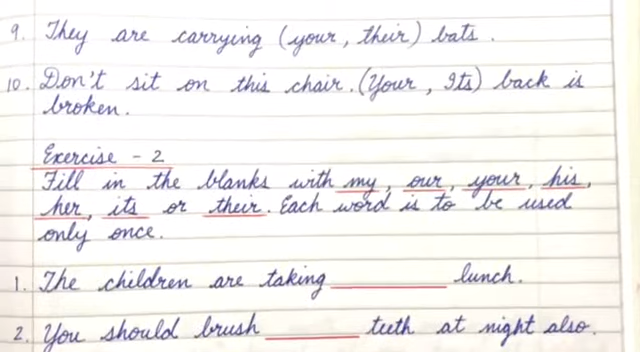 9. They are carrying (your, their) bats.
10. Don't sit on this chair. (Your, Its) back is
broken.
Exercise - 2
Fill in the blanks with my, our, your, his,
her, its or their. Each word is to be used
only once.
1. The children are taking ________ lunch.
2. You should brush ________ teeth at night also.